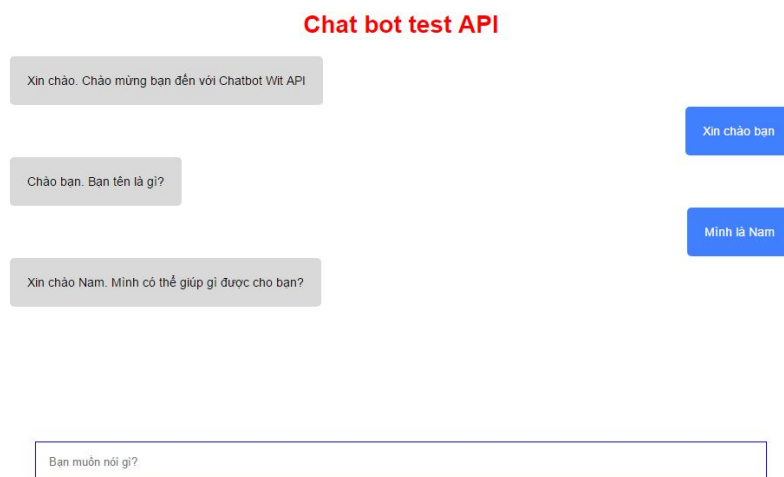 Chat bot test API
Xin chào. Chào mừng bạn đến với Chatbot Wit API
Xin chào bạn
Chào bạn. Bạn tên là gì?
Mình là Nam
Xin chào Nam. Mình có thể giúp gì được cho bạn?
Bạn muốn nói gì?